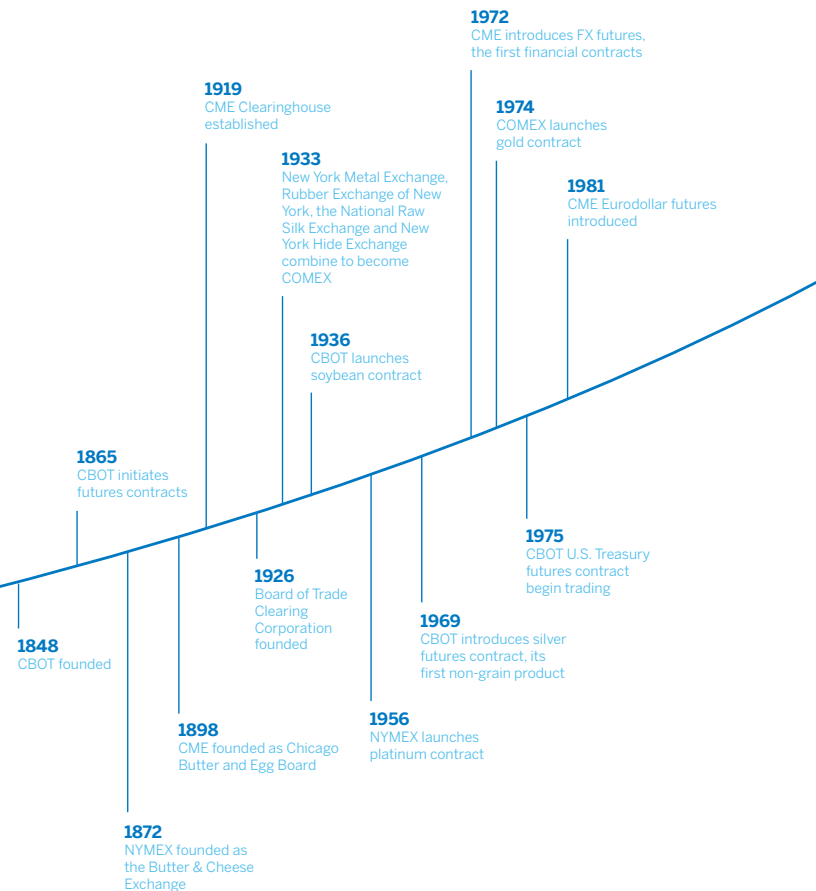 1972
CME introduces FX futures,
the first financial contracts
1919
CME Clearinghouse
established
1974
COMEX launches
gold contract
1933
New York Metal Exchange,
Rubber Exchange of New
York, the National Raw
Silk Exchange and New
York Hide Exchange
combine to become
COMEX
1981
CME Eurodollar futures
introduced
1936
CBOT launches
soybean contract
1865
CBOT initiates
futures contracts
1975
CBOT U.S. Treasury
futures contract
begin trading
1926
Board of Trade
Clearing
Corporation
founded
1969
CBOT introduces silver
futures contract, its
first non-grain product
1848
CBOT founded
1956
NYMEX launches
platinum contract
1898
CME founded as Chicago
Butter and Egg Board
1872
NYMEX founded as
the Butter & Cheese
Exchange